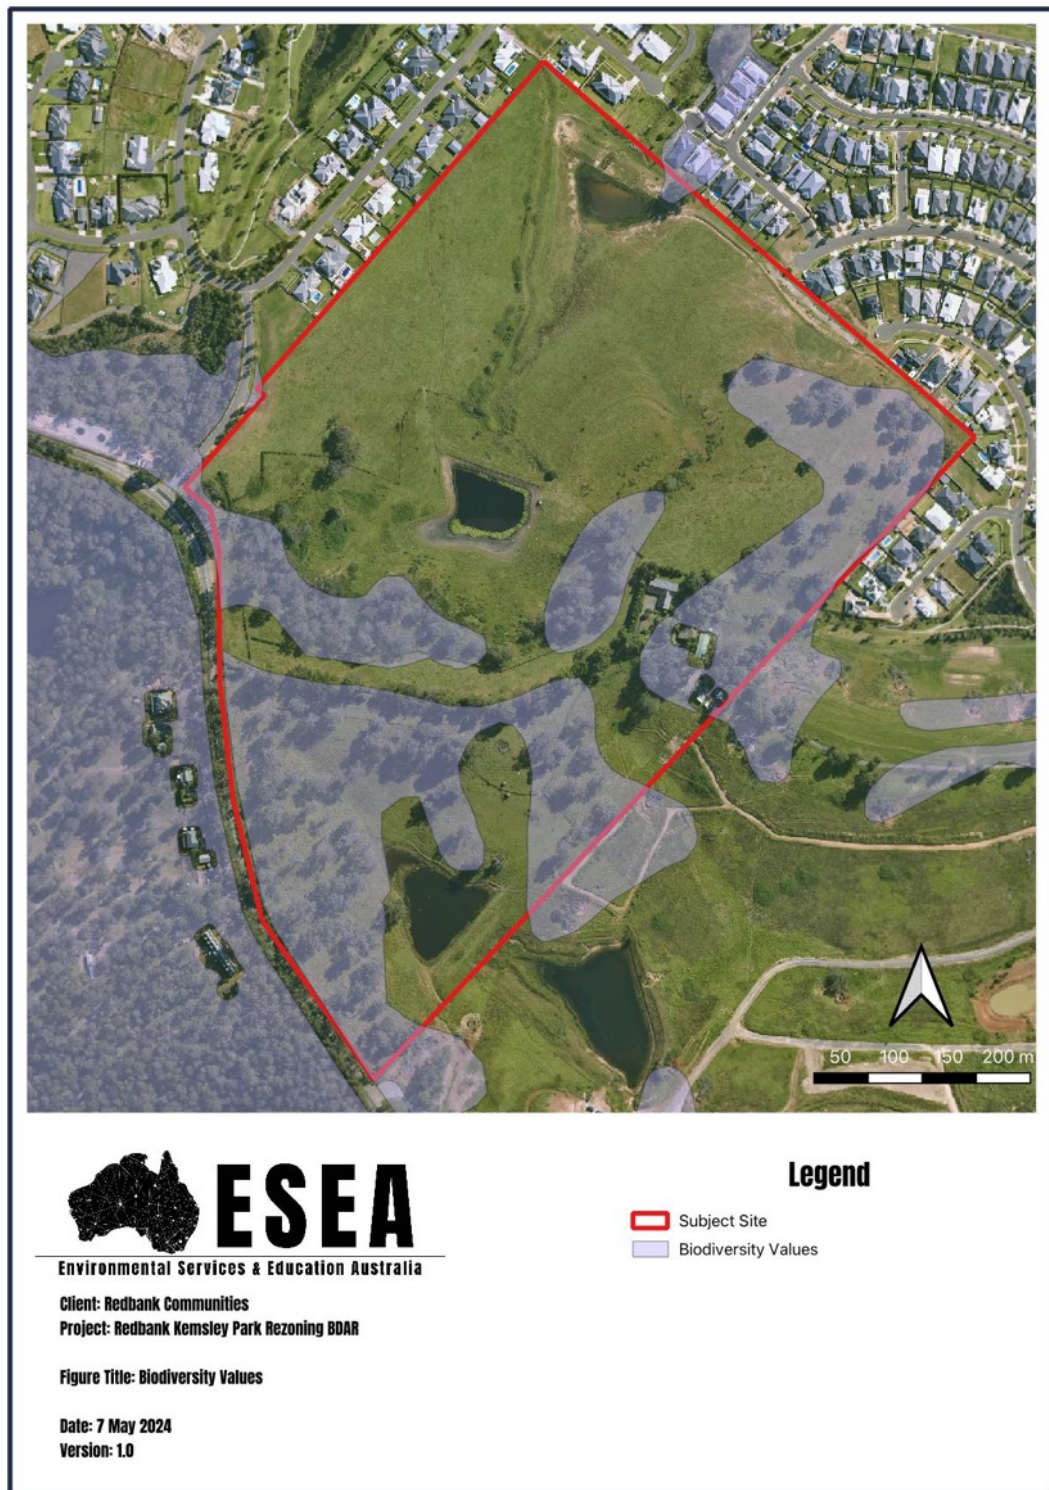 50 100 150 200 m
ESEA
Environmental Services & Education Australia
Client: Redbank Communities
Project: Redbank Kemsley Park Rezoning BDAR
Figure Title: Biodiversity Values
Date: 7 May 2024
Version: 1.0
Legend
Subject Site
Biodiversity Values